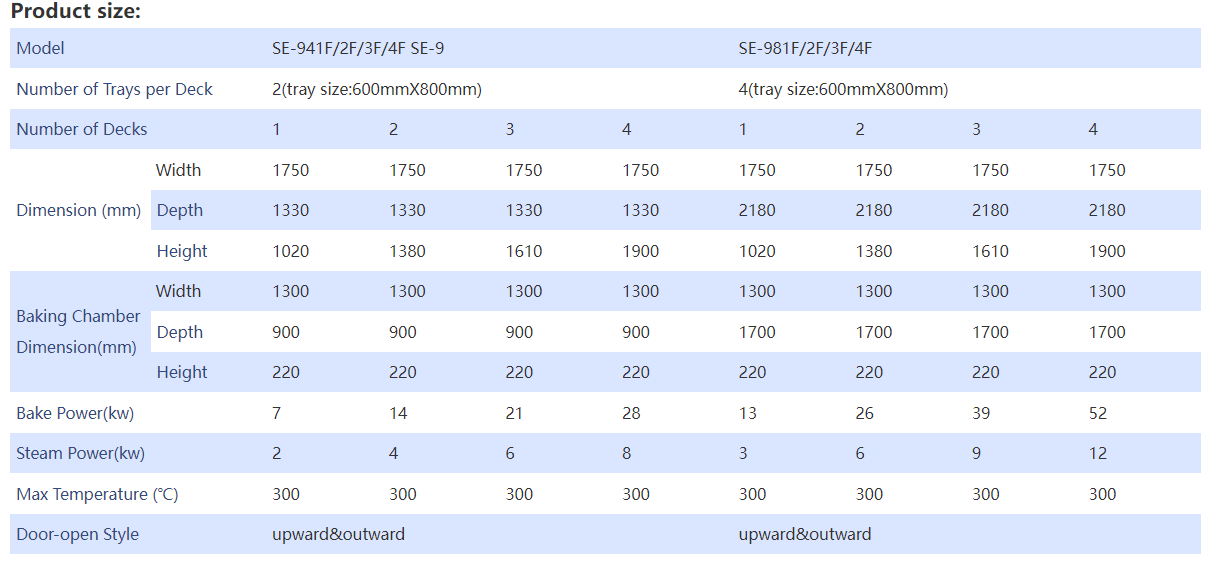 Product size:
Model SE-941F/2F/3F/4F SE-9 SE-981F/2F/3F/4F
Number of Trays per Deck 2(tray size:600mmX800mm) 4(tray size:600mmX800mm)
Number of Decks 1 2 3 4 1 2 3 4
Width 1750 1750 1750 1750 1750 1750 1750 1750
Dimension (mm) Depth 1330 1330 1330 1330 2180 2180 2180 2180
Height 1020 1380 1610 1900 1020 1380 1610 1900
Width 1300 1300 1300 1300 1300 1300 1300 1300
Baking Chamber
Dimension(mm)
Depth 900 900 900 900 1700 1700 1700 1700
Height 220 220 220 220 220 220 220 220
Bake Power(kw) 7 14 21 28 13 26 39 52
Steam Power(kw) 2 4 6 8 3 6 9 12
Max Temperature (℃) 300 300 300 300 300 300 300 300
Door-open Style upward&outward upward&outward